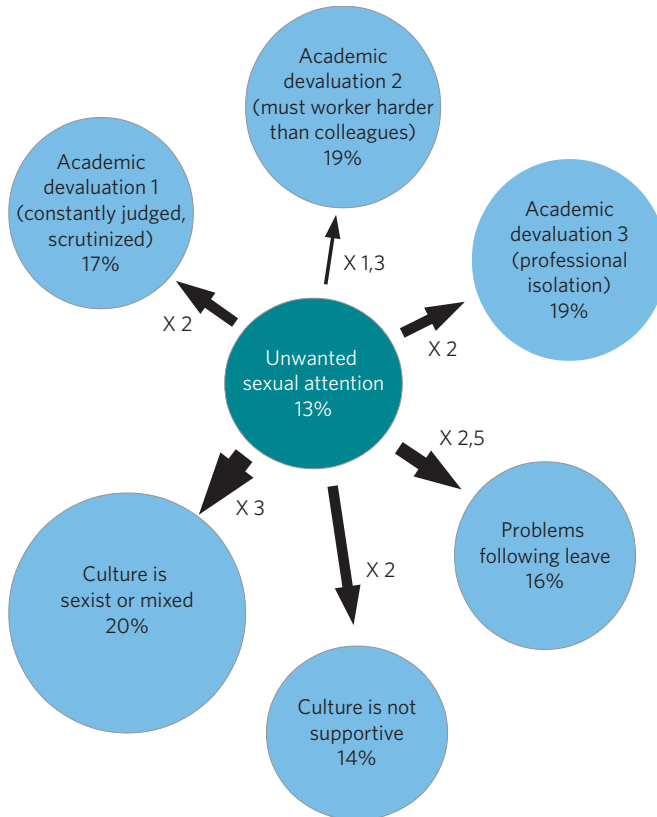 Academic
devaluation 2
(must worker harder
than colleagues)
19%
Academic
devaluation 1
(constantly judged,
scrutinized)
17%
Academic
devaluation 3
(professional
isolation)
19%
X 1,3
X 2
X 2
Unwanted
sexual attention
13%
X 2,5
X 3
X 2
Problems
following leave
16%
Culture is
sexist or mixed
20%
Culture is not
supportive
14%